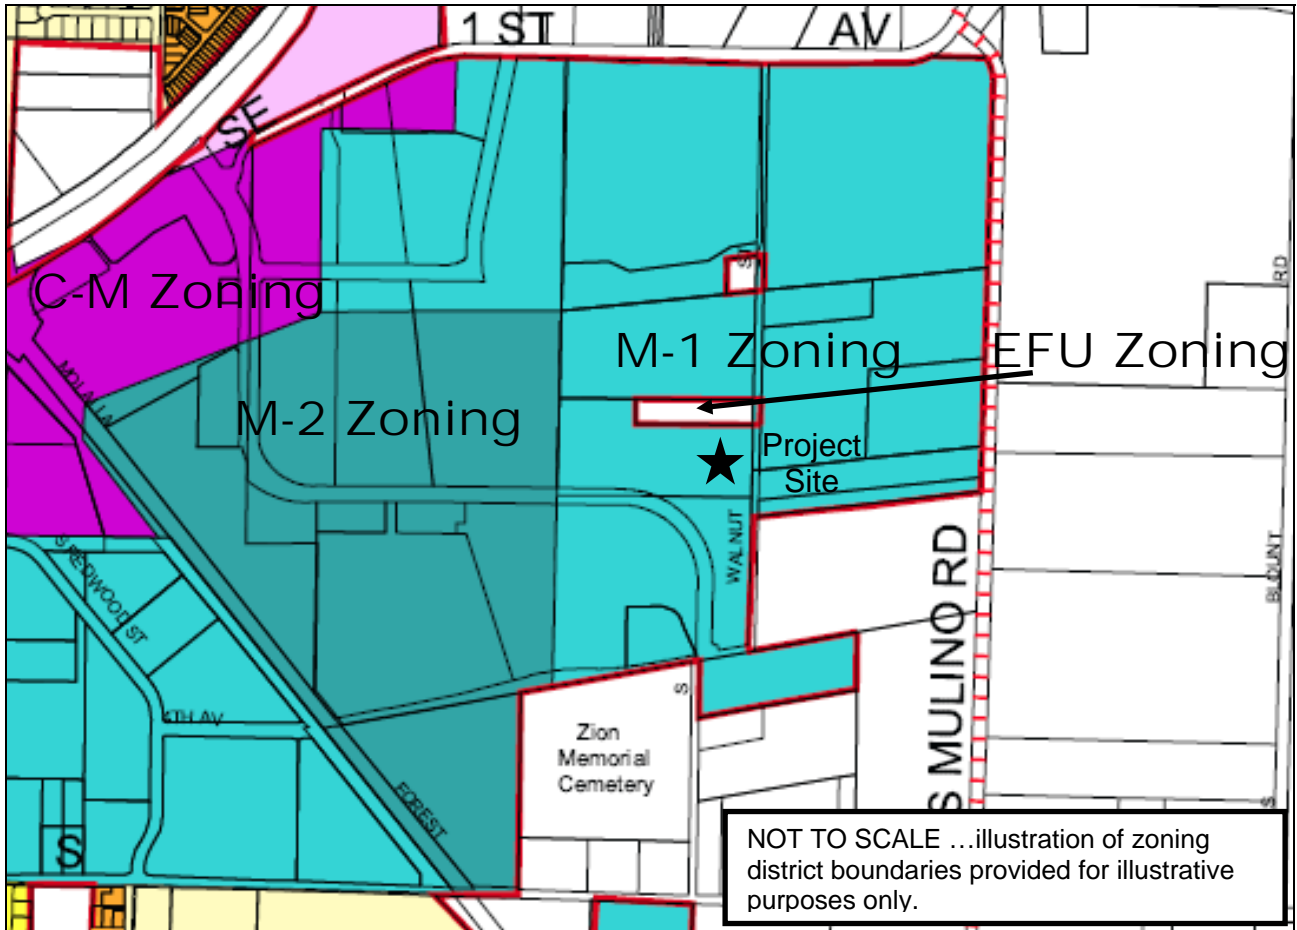 1 ST AV
SE
RD
C-M Zoning
M-1 Zoning
EFU Zoning
MOLALLA
M-2 Zoning
Project
Site
WALNUT
S REDWOOD ST
BLOUNT
S MULINO RD
S
4TH AV
Zion
Memorial
Cemetery
FOREST
S
S
NOT TO SCALE …illustration of zoning
district boundaries provided for illustrative
purposes only.